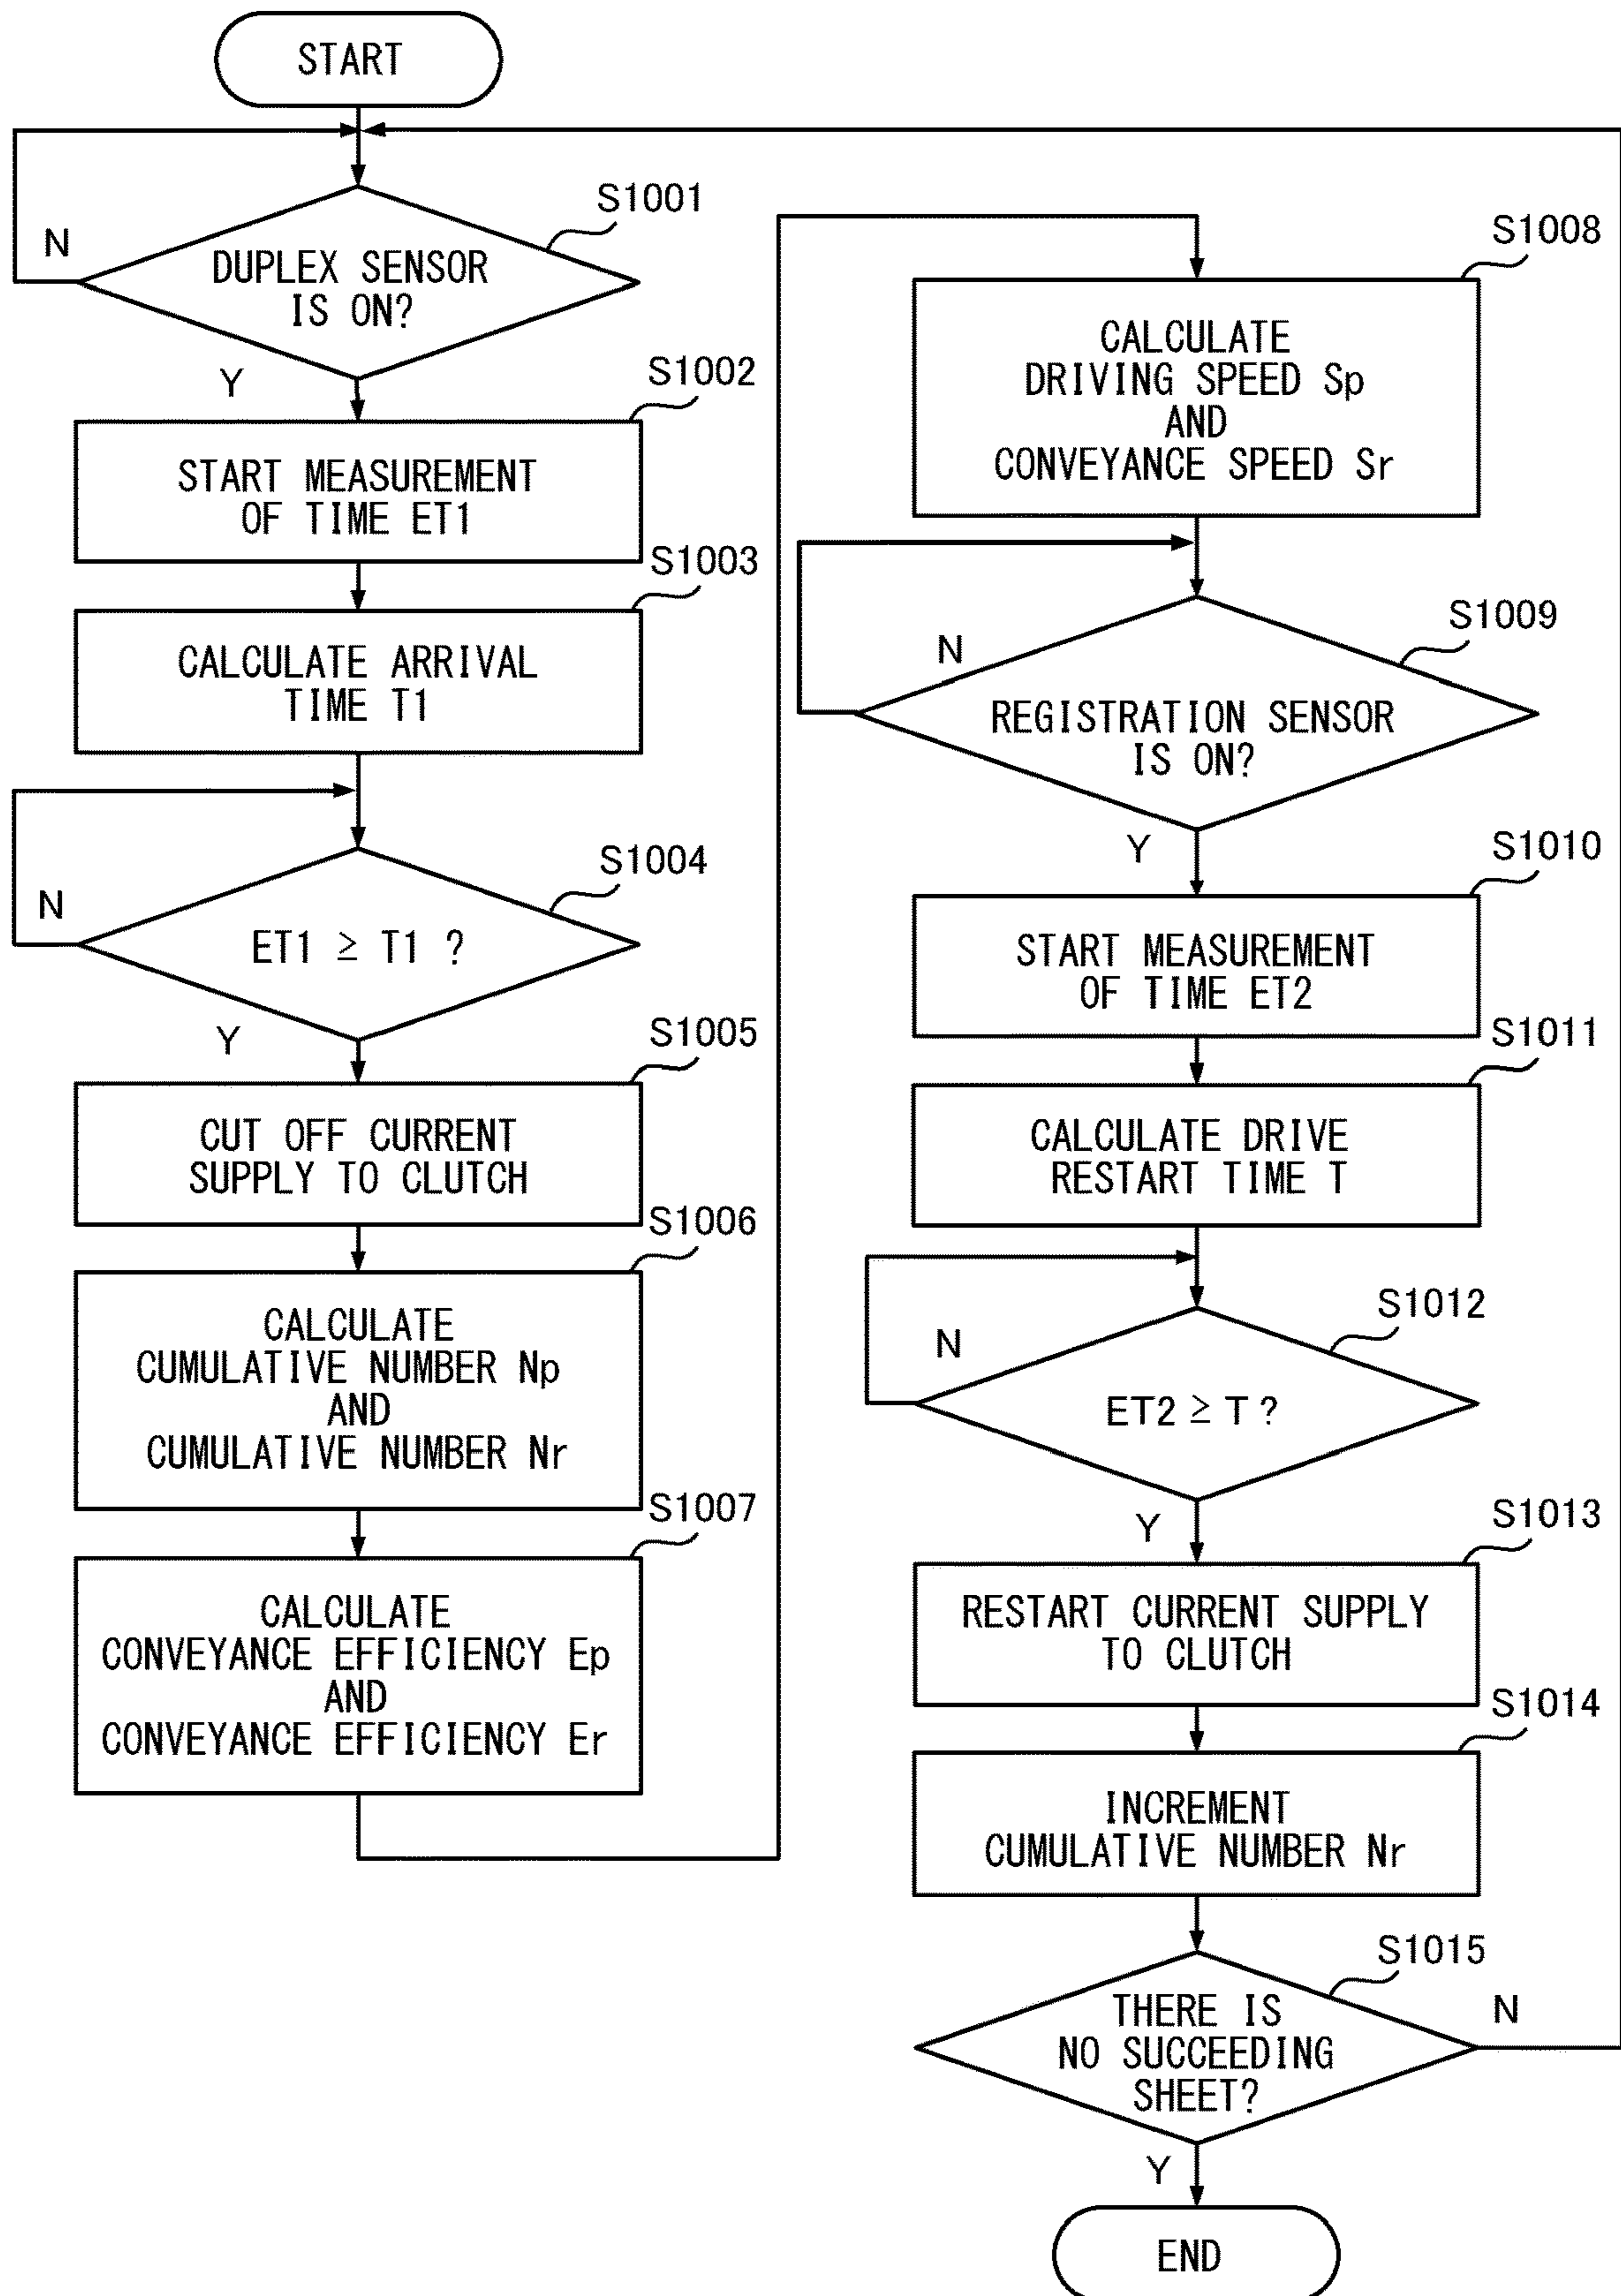 START
S1001
N
DUPLEX SENSOR
IS ON?
Y
S1002
START MEASUREMENT
OF TIME ET1
S1003
CALCULATE ARRIVAL
TIME T1
S1004
N
ET1 ≥ T1 ?
Y
S1005
CUT OFF CURRENT
SUPPLY TO CLUTCH
S1006
CALCULATE
CUMULATIVE NUMBER Np
AND
CUMULATIVE NUMBER Nr
S1007
CALCULATE
CONVEYANCE EFFICIENCY Ep
AND
CONVEYANCE EFFICIENCY Er
S1008
CALCULATE
DRIVING SPEED Sp
AND
CONVEYANCE SPEED Sr
S1009
N
REGISTRATION SENSOR
IS ON?
Y
S1010
START MEASUREMENT
OF TIME ET2
S1011
CALCULATE DRIVE
RESTART TIME T
S1012
N
ET2 ≥ T ?
Y
S1013
RESTART CURRENT SUPPLY
TO CLUTCH
S1014
INCREMENT
CUMULATIVE NUMBER Nr
S1015
N
THERE IS
NO SUCCEEDING
SHEET?
Y
END